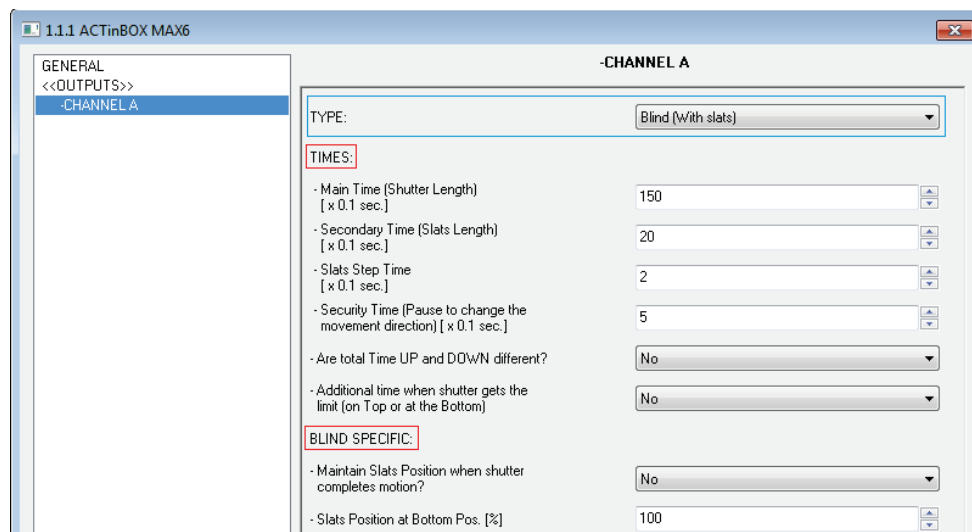 1.1.1 ACTinBOX MAX6
GENERAL
<<OUTPUTS>>
-CHANNEL A
-CHANNEL A
TYPE: Blind (With slats)
TIMES:
- Main Time (Shutter Length)
[ x 0.1 sec.] 150
- Secondary Time (Slats Length)
[ x 0.1 sec.] 20
- Slats Step Time
[ x 0.1 sec.] 2
- Security Time (Pause to change the
movement direction) [ x 0.1 sec.] 5
- Are total Time UP and DOWN different? No
- Additional time when shutter gets the
limit (on Top or at the Bottom) No
BLIND SPECIFIC:
- Maintain Slats Position when shutter
completes motion? No
- Slats Position at Bottom Pos. [%] 100